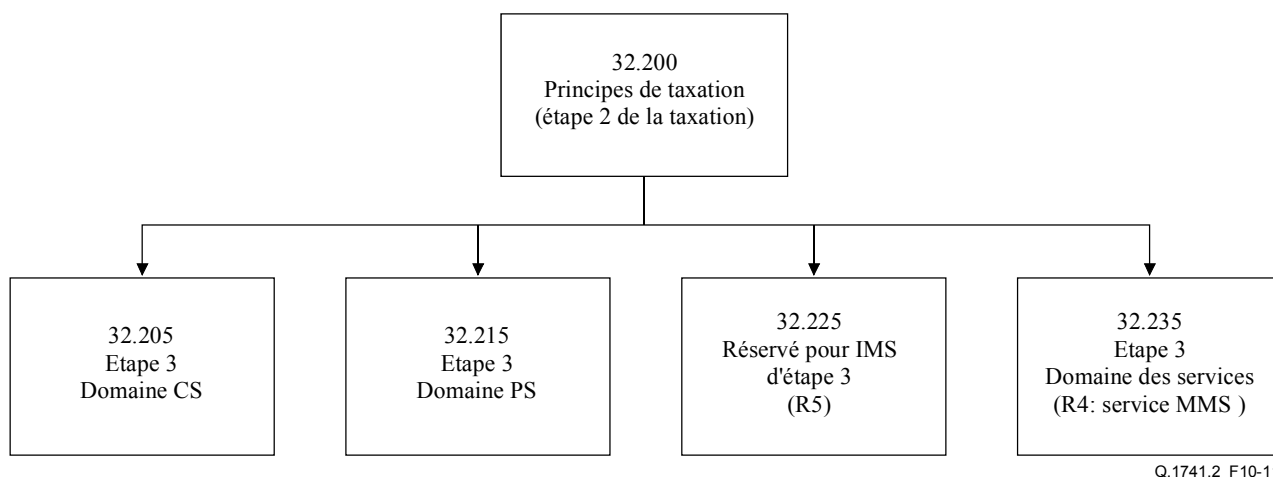 32.200
Principes de taxation
(étape 2 de la taxation)
32.205
Etape 3
Domaine CS
32.215
Etape 3
Domaine PS
32.225
Réservé pour IMS
d'étape 3
(R5)
32.235
Etape 3
Domaine des services
(R4: service MMS )
Q.1741.2_F10-1